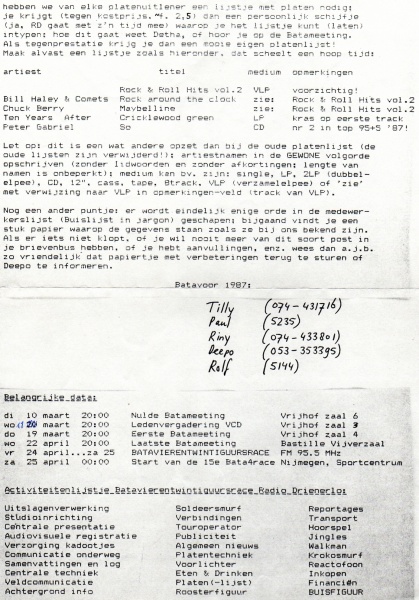 hebben we van elke platenuitlener een lijstje met platen nodig;
je krijgt (tegen kostprijs f. 2,5) dan een persoonlijk schijfje
(ja, RD gaat met z'n tijd mee) waarop je het lijstje kunt (laten)
intypen; hoe dit gaat weet Detha, of hoor je op de Batameeting.
Als tegenprestatie krijg je dan een mooie eigen platenlijst!
Maak alvast een lijstje zoals hieronder, dat scheelt een hoop tijd:
artiest titel medium opmerkingen
Rock & Roll Hits vol.2 VLP voorzichtig!
Bill Haley & Comets Rock around the clock zie: Rock & Roll Hits vol.2
Chuck Berry Maybelline zie: Rock & Roll Hits vol.2
Ten Years After Cricklewood green LP kras op eerste track
Peter Gabriel So CD nr 2 in top 95+5 '87!
Let op: dit is een wat andere opzet dan bij de oude platenlijst (de
oude lijsten zijn verwijderd!): artiestnamen in de GEWONE volgorde
opschrijven (zonder lidwoorden en zonder afkortingen; lengte van
namen is onbeperkt); medium kan bv. zijn: single, LP, 2LP (dubbel-
elpee), CD, 12", cass, tape, 8track, VLP (verzamelelpee) of 'zie'
met verwijzing naar VLP in opmerkingen-veld (track van VLP).
Nog een ander puntje: er wordt eindelijk enige orde in de medewer-
kerslijst (Buislijst in jargon) geschapen; bijgaand vindt je een
stuk papier waarop de gegevens staan zoals ze bij ons bekend zijn.
Als er iets niet klopt, of je wil nooit meer van dit soort post in
je brievenbus hebben, of je hebt aanvullingen, enz. wees dan a.j.b.
zo vriendelijk dat papiertje met verbeteringen terug te sturen of
Deepo te informeren.
Batavoor 1987:
Tilly (074-431716)
Paul (5235)
Riny (074-433801)
Deepo (053-353395)
Rolf (5144)
Belangrijke data:
di 10 maart 20:00 Nulde Batameeting Vrijhof zaal 6
wo maart 20:00 Ledenvergadering VCD Vrijhof zaal 3
do 19 maart 20:00 Eerste Batameeting Vrijhof zaal 4
wo 22 april 20:00 Laatste Batameeting Bastille Vijverzaal
vr 24 april...za 25 BATAVIERENTWINTIGUURSRACE FM 95.5 MHz
za 25 april 00:00 Start van de 15e Bata4race Nijmegen, Sportcentrum
Activiteitenlijstje Batavierentwintiguursrace Radio Drienerlo:
Uitslagenverwerking Soldeersmurf Reportages
Studioinrichting Verbindingen Transport
Centrale presentatie Touroperator Hoorspel
Audiovisuele registratie Publiciteit Jingles
Verzorging kadootjes Algemeen nieuws Walkman
Communicatie onderweg Platentechniek Krokosmurf
Samenvattingen en log Voorlichter Reactofoon
Centrale techniek Eten & Drinken Inkopen
Veldcommunicatie Platen(-lijst) Financiën
Achtergrond info Roosterfiguur BUISFIGUUR